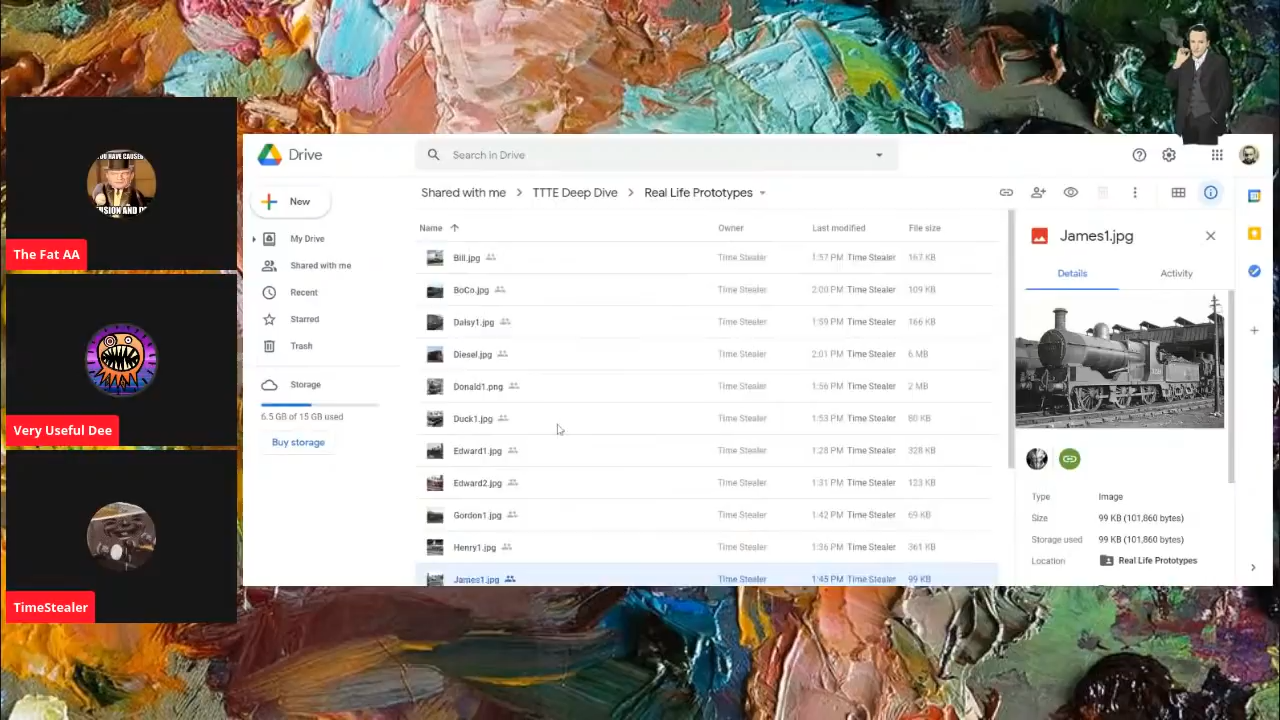 YOU HAVE CAUSED
The Fat AA
Very Useful Dee
TimeStealer
Drive
Search in Drive
New
My Drive
Shared with me
Recent
Starred
Trash
Storage
6.5 GB of 15 GB used
Buy storage
Shared with me > TTTE Deep Dive > Real Life Prototypes
Name Owner Last modified File size
Bill.jpg Time Stealer 1:57 PM Time Stealer 167 KB
BoCo.jpg Time Stealer 2:00 PM Time Stealer 109 KB
Daisy1.jpg Time Stealer 1:59 PM Time Stealer 166 KB
Diesel.jpg Time Stealer 2:01 PM Time Stealer 6 MB
Donald1.png Time Stealer 1:56 PM Time Stealer 2 MB
Duck1.jpg Time Stealer 1:53 PM Time Stealer 60 KB
Edward1.jpg Time Stealer 1:28 PM Time Stealer 328 KB
Edward2.jpg Time Stealer 1:31 PM Time Stealer 123 KB
Gordon1.jpg Time Stealer 1:42 PM Time Stealer 69 KB
Henry1.jpg Time Stealer 1:36 PM Time Stealer 361 KB
James1.jpg Time Stealer 1:45 PM Time Stealer 99 KB
James1.jpg
Details Activity
Type Image
Size 99 KB (101,860 bytes)
Storage used 99 KB (101,860 bytes)
Location Real Life Prototypes